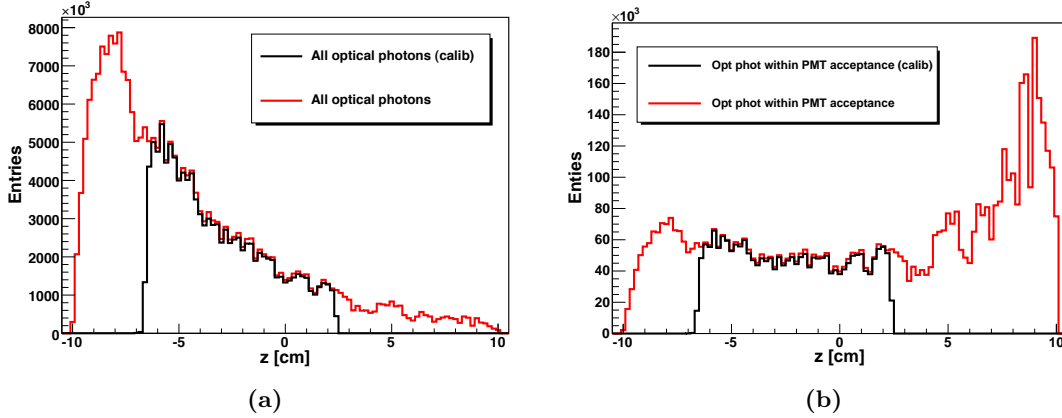 ×10³
8000
7000
6000
5000
4000
3000
2000
1000
0
Entries
All optical photons (calib)
All optical photons
-10 -5 0 5 10
z [cm]
(a)
×10³
180
160
140
120
100
80
60
40
20
0
Enties
Opt phot within PMT acceptance (calib)
Opt phot within PMT acceptance
-10 -5 0 5 10
z [cm]
(b)